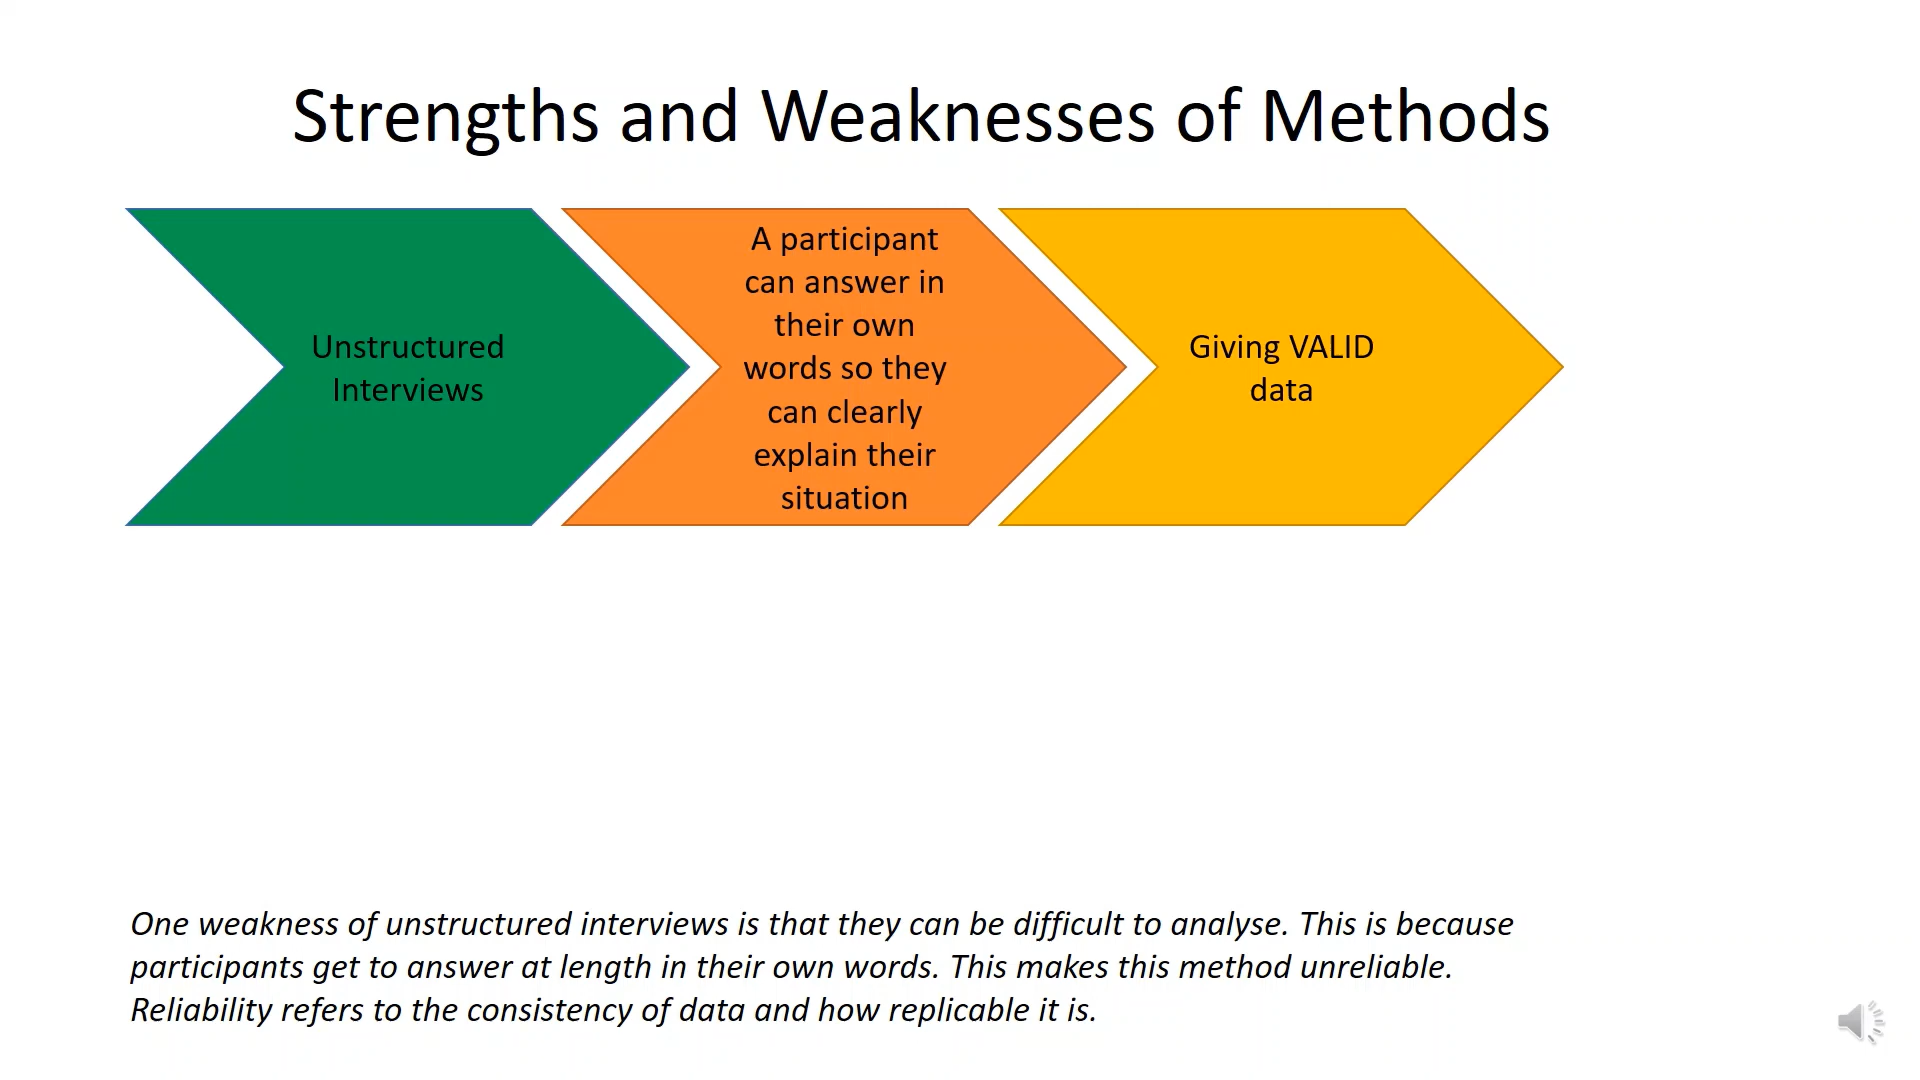 Strengths and Weaknesses of Methods
Unstructured
Interviews
A participant
can answer in
their own
words so they
can clearly
explain their
situation
Giving VALID
data
One weakness of unstructured interviews is that they can be difficult to analyse. This is because
participants get to answer at length in their own words. This makes this method unreliable.
Reliability refers to the consistency of data and how replicable it is.